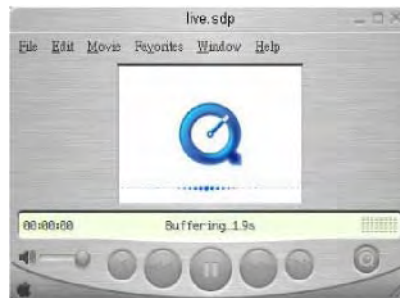 live.sdp
File Edit Movie Favorites Window Help
00:00:00 Buffering 1.9s